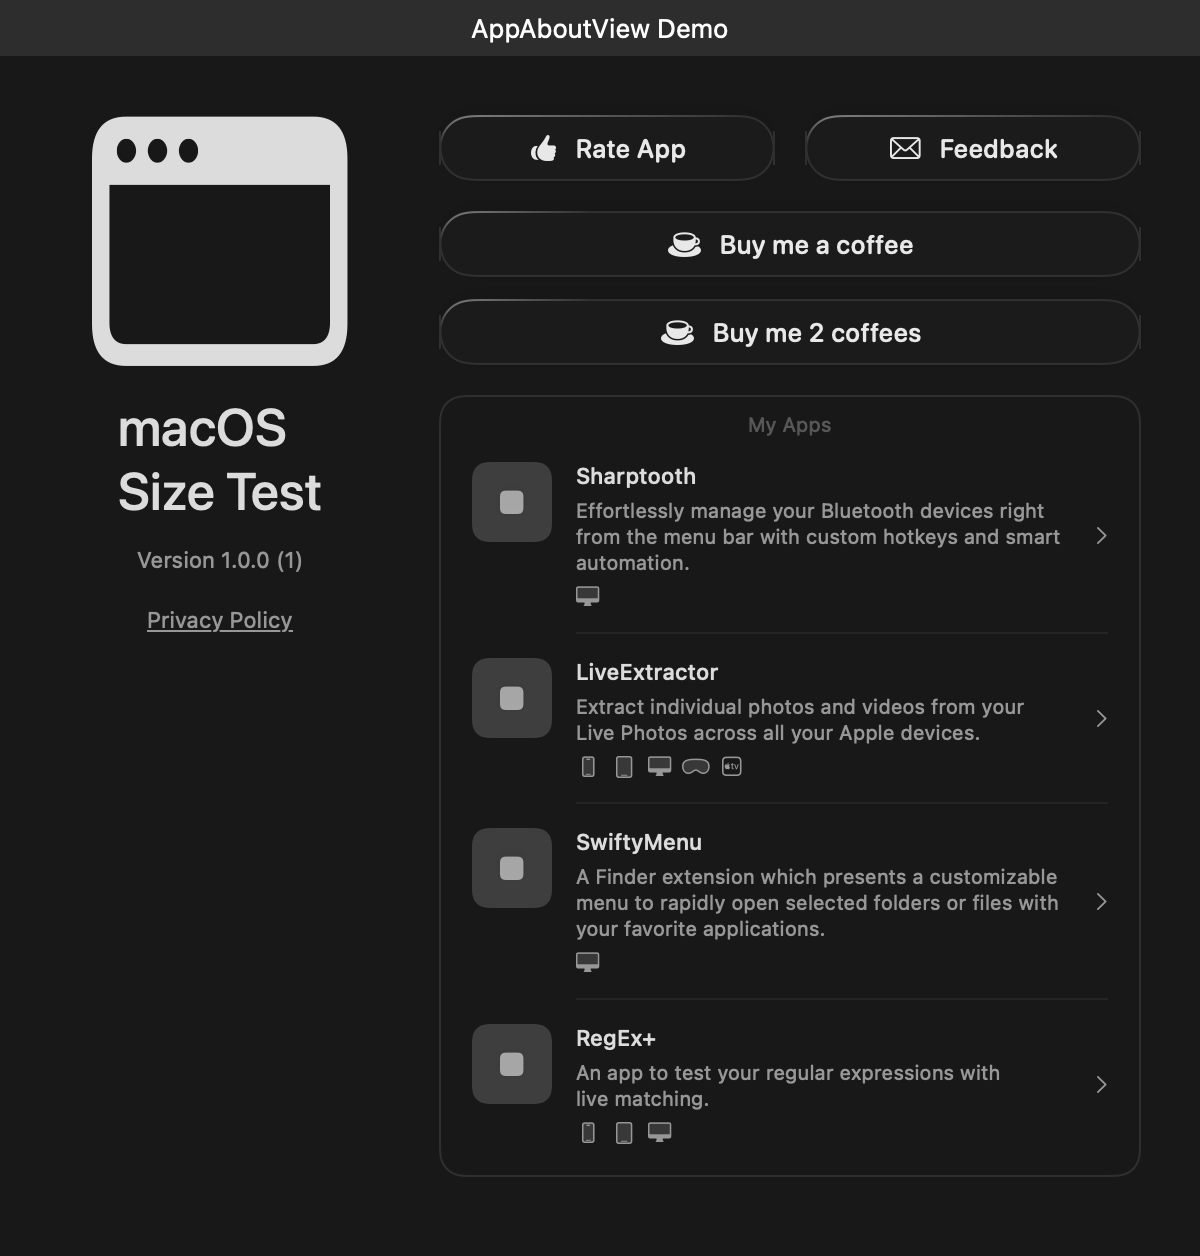 AppAboutView Demo
macOS
Size Test
Version 1.0.0 (1)
Privacy Policy
Rate App
Feedback
Buy me a coffee
Buy me 2 coffees
My Apps
Sharptooth
Effortlessly manage your Bluetooth devices right
from the menu bar with custom hotkeys and smart
automation.
LiveExtractor
Extract individual photos and videos from your
Live Photos across all your Apple devices.
tv
SwiftyMenu
A Finder extension which presents a customizable
menu to rapidly open selected folders or files with
your favorite applications.
RegEx+
An app to test your regular expressions with
live matching.